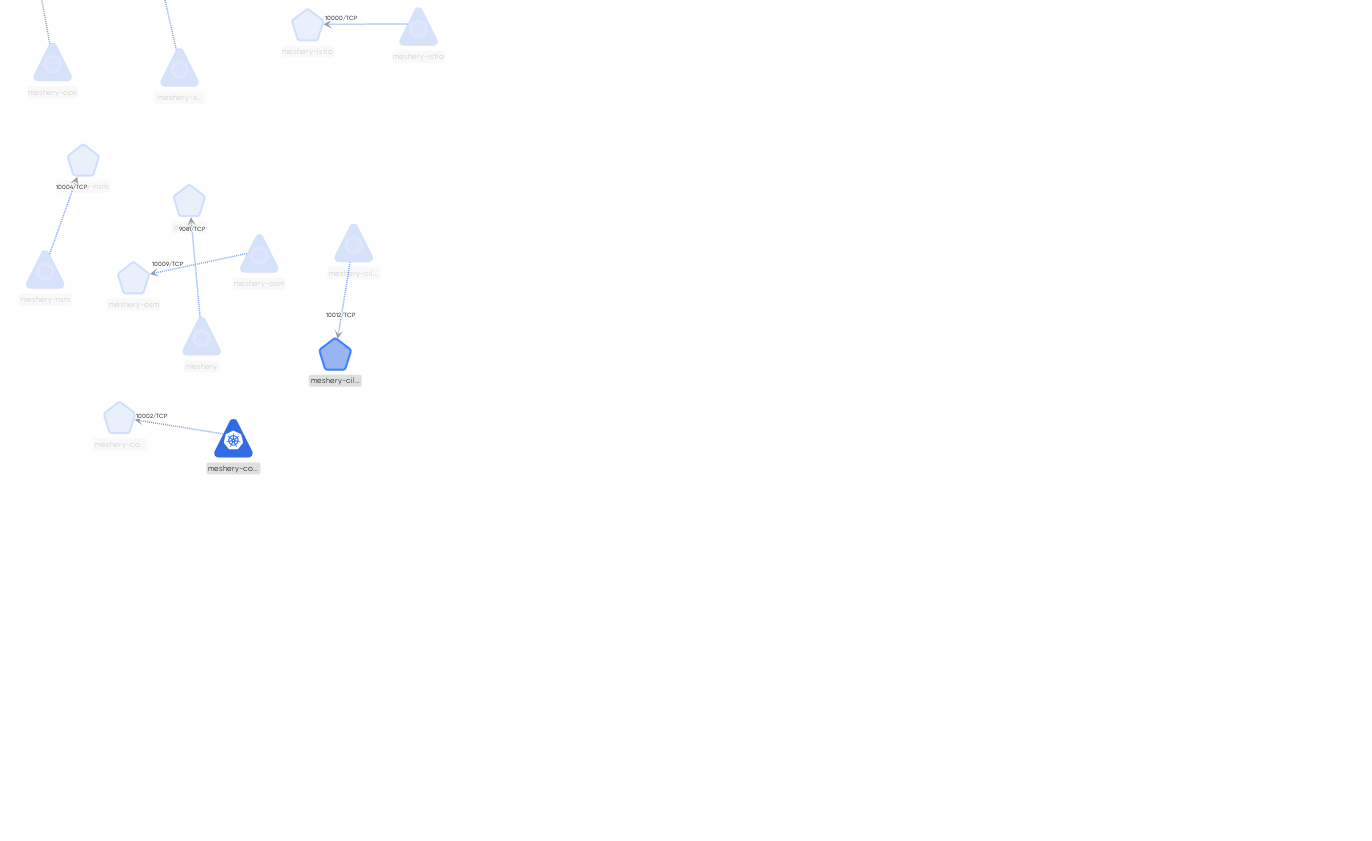 10000/TCP
meshery-istio
meshery-istio
meshery-cpx
meshery-a...
10004/TCP
-nsm
9081/TCP
meshery-cil...
10009/TCP
meshery-osm
meshery-nsm
meshery-osm
10012/TCP
meshery
meshery-cil...
10002/TCP
meshery-co...
meshery-co...